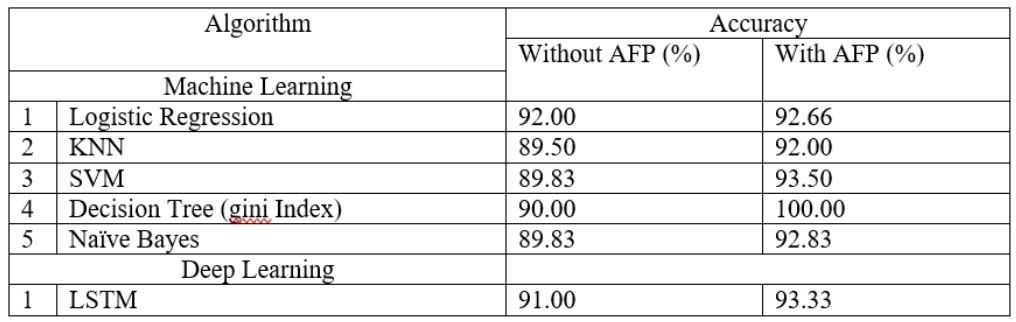 Algorithm Accuracy
Without AFP (%) With AFP (%)
Machine Learning
1 Logistic Regression 92.00 92.66
2 KNN 89.50 92.00
3 SVM 89.83 93.50
4 Decision Tree (gini Index) 90.00 100.00
5 Naïve Bayes 89.83 92.83
Deep Learning
1 LSTM 91.00 93.33